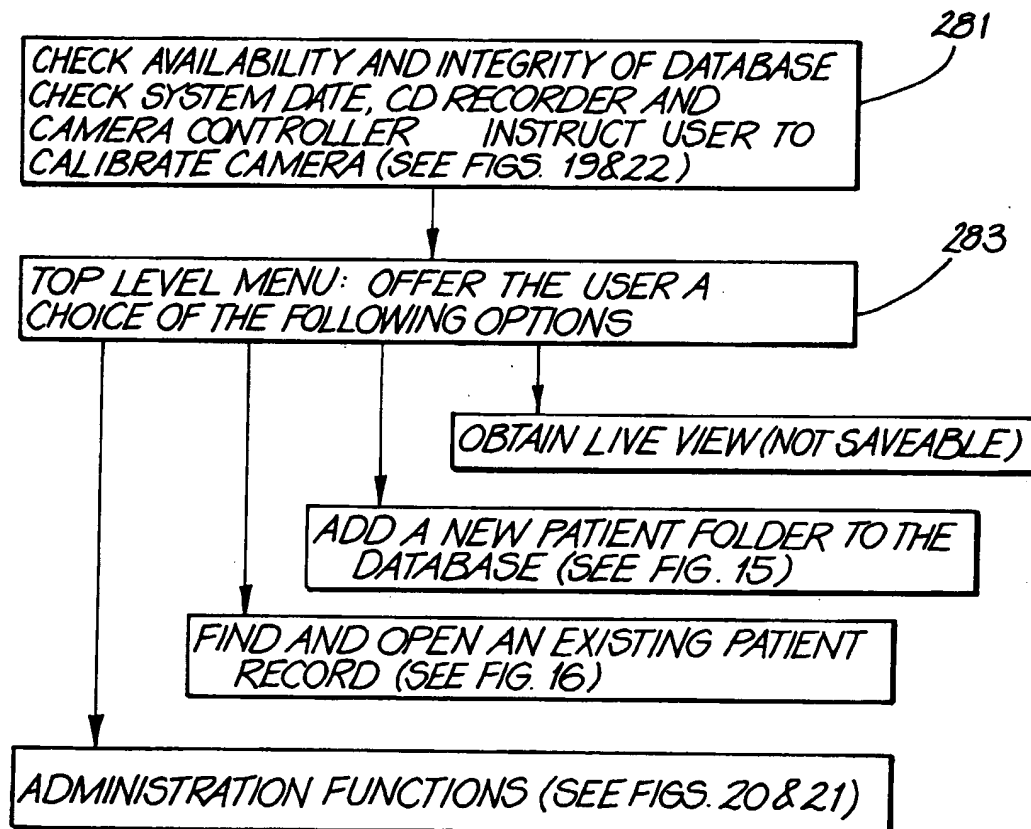 281
CHECK AVAILABILITY AND INTEGRITY OF DATABASE
CHECK SYSTEM DATE, CD RECORDER AND
CAMERA CONTROLLER INSTRUCT USER TO
CALIBRATE CAMERA (SEE FIGS. 19&22)
283
TOP LEVEL MENU: OFFER THE USER A
CHOICE OF THE FOLLOWING OPTIONS
OBTAIN LIVE VIEW (NOT SAVEABLE)
ADD A NEW PATIENT FOLDER TO THE
DATABASE (SEE FIG. 15)
FIND AND OPEN AN EXISTING PATIENT
RECORD (SEE FIG. 16)
ADMINISTRATION FUNCTIONS (SEE FIGS. 20 & 21)